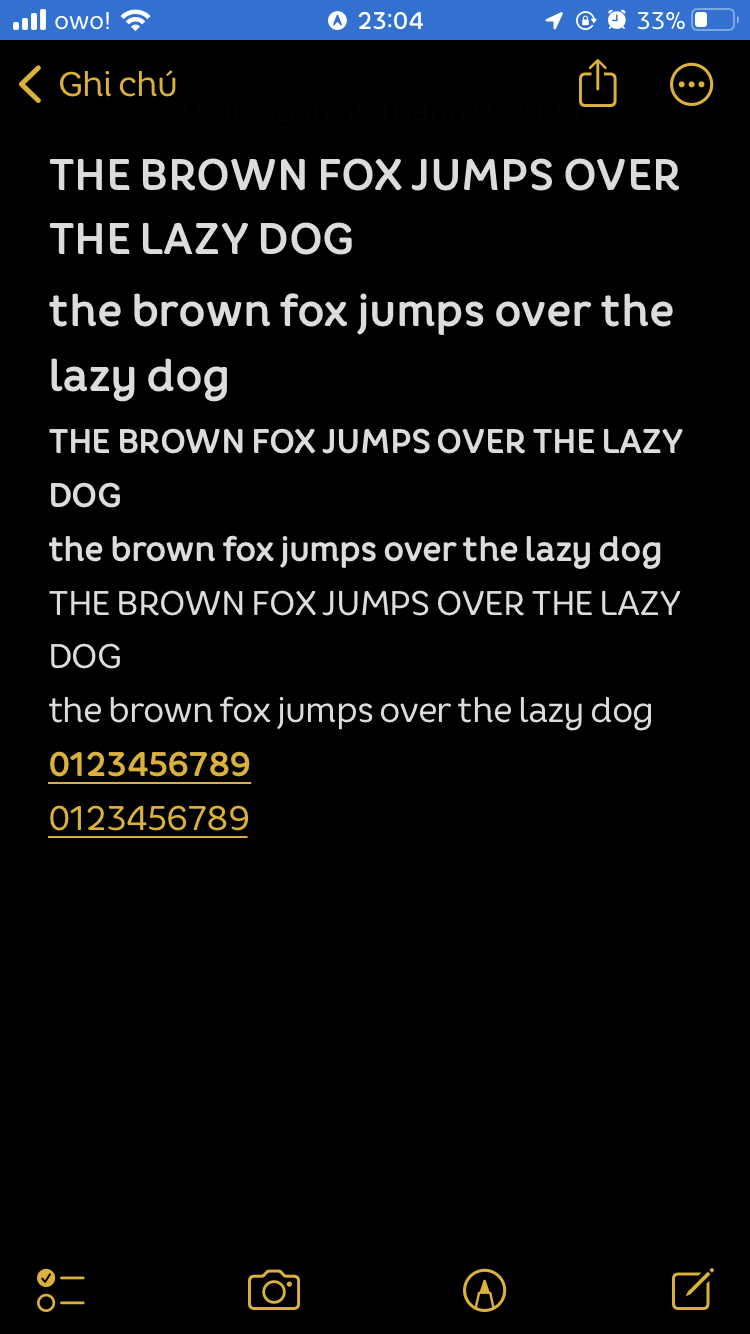 owo! 23:04 33%
Ghi chú
23:00 ngày 30 tháng 9, 2023
THE BROWN FOX JUMPS OVER
THE LAZY DOG
the brown fox jumps over the
lazy dog
THE BROWN FOX JUMPS OVER THE LAZY
DOG
the brown fox jumps over the lazy dog
THE BROWN FOX JUMPS OVER THE LAZY
DOG
the brown fox jumps over the lazy dog
0123456789
0123456789